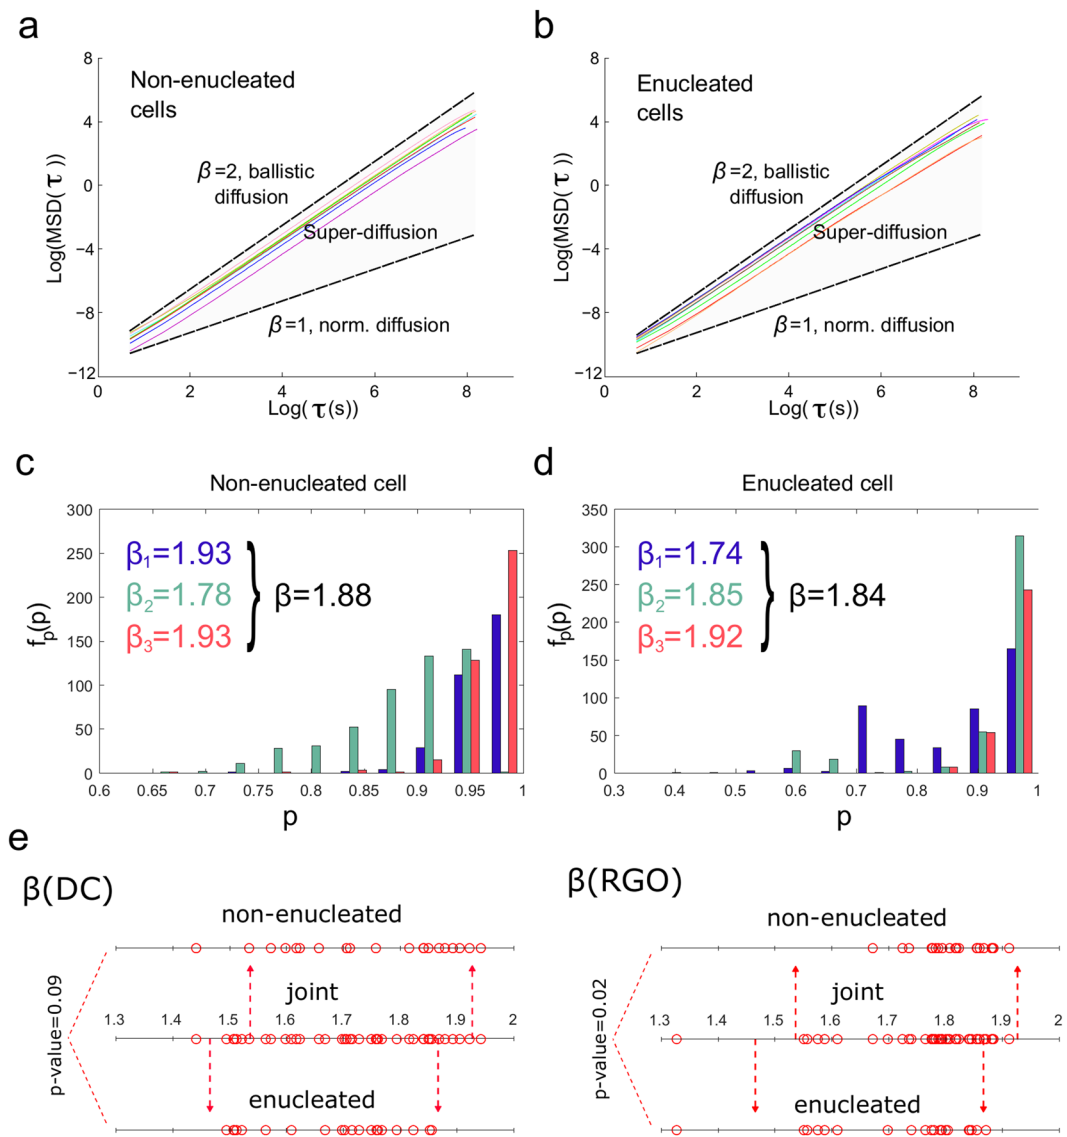 a
b
8
4
0
−4
−8
−12
Log(MSD(τ))
Non-enucleated
cells
β=2, ballistic
diffusion
Super-diffusion
β=1, norm. diffusion
0 2 4 6 8
Log(τ(s))
8
4
0
−4
−8
−12
Log(MSD(τ))
Enucleated
cells
β=2, ballistic
diffusion
Super-diffusion
β=1, norm. diffusion
0 2 4 6 8
Log(τ(s))
c
Non-enucleated cell
300
250
200
150
100
50
0
fp(p)
β1=1.93
β2=1.78
β3=1.93
β=1.88
0.6 0.65 0.7 0.75 0.8 0.85 0.9 0.95 1
p
d
Enucleated cell
350
300
250
200
150
100
50
0
fp(p)
β1=1.74
β2=1.85
β3=1.92
β=1.84
0.3 0.4 0.5 0.6 0.7 0.8 0.9 1
p
e
β(DC)
non-enucleated
p-value=0.09
joint
1.3 1.4 1.5 1.6 1.7 1.8 1.9 2
enucleated
β(RGO)
non-enucleated
p-value=0.02
joint
1.3 1.4 1.5 1.6 1.7 1.8 1.9 2
enucleated